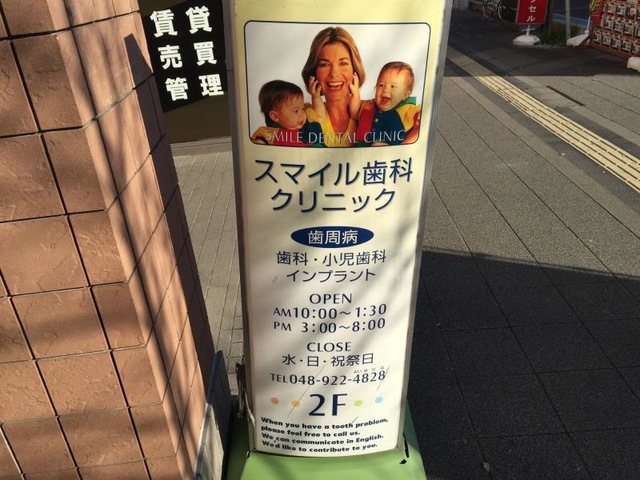 賃貸
売買
管理
SMILE DENTAL CLINIC
スマイル歯科
クリニック
歯周病
歯科・小児歯科
インプラント
OPEN
AM10:00〜1:30
PM 3:00〜8:00
CLOSE
水・日・祝祭日
TEL048-922-4828
2F
When you have a tooth problem,
please feel free to call us.
We can communicate in English.
We'd like to contribute to you.